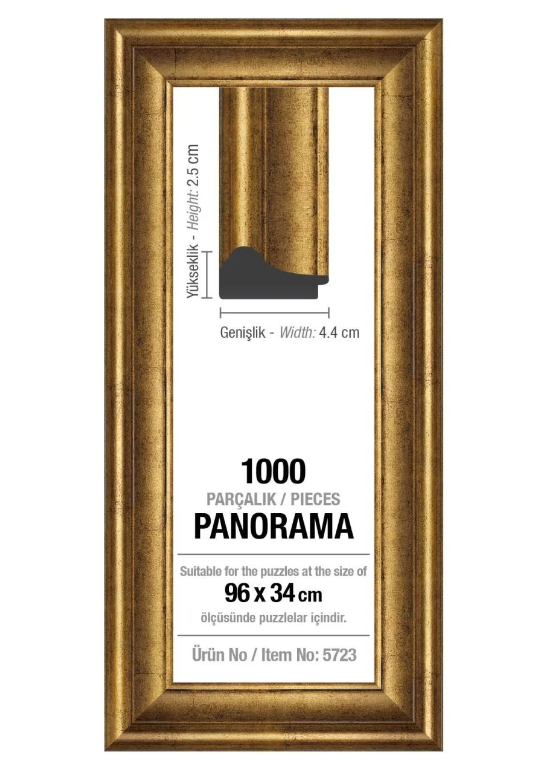 Yükseklik - Height: 2.5 cm
Genişlik - Width: 4.4 cm
1000
PARÇALIK / PIECES
PANORAMA
Suitable for the puzzles at the size of
96 x 34 cm
ölçüsünde puzzlelar içindir.
Ürün No / Item No: 5723